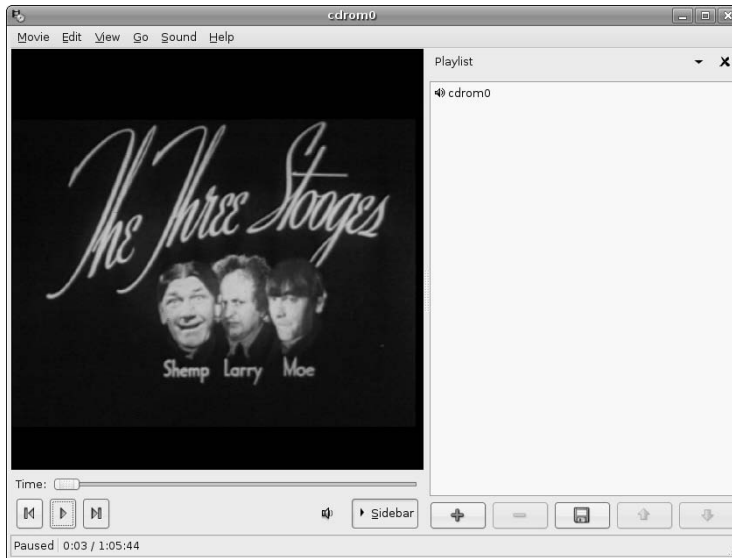 cdrom0
Movie Edit View Go Sound Help
The Three Stooges
Shemp Larry Moe
Time:
Sidebar
Paused 0:03 / 1:05:44
Playlist
cdrom0